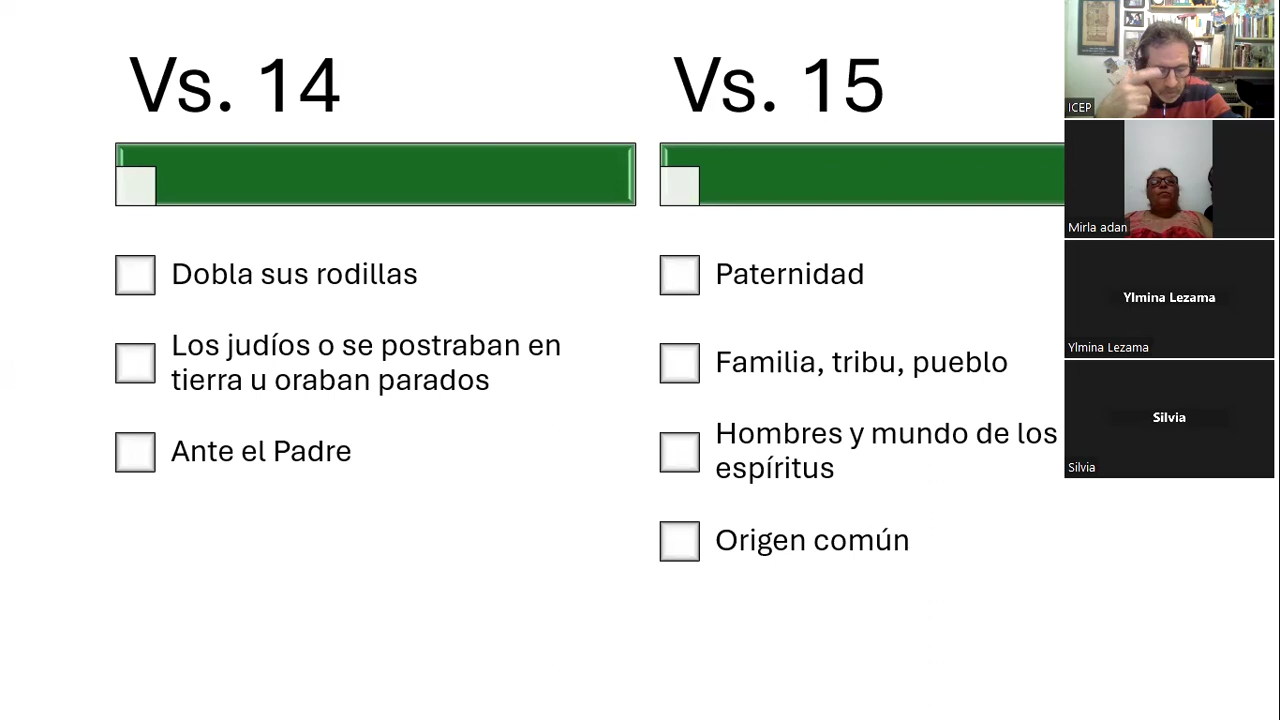 Vs. 14
Dobla sus rodillas
Los judíos o se postraban en
tierra u oraban parados
Ante el Padre
Vs. 15
Paternidad
Familia, tribu, pueblo
Hombres y mundo de los
espíritus
Origen común
ICEP
Mirla adan
Ylmina Lezama
Ylmina Lezama
Silvia
Silvia